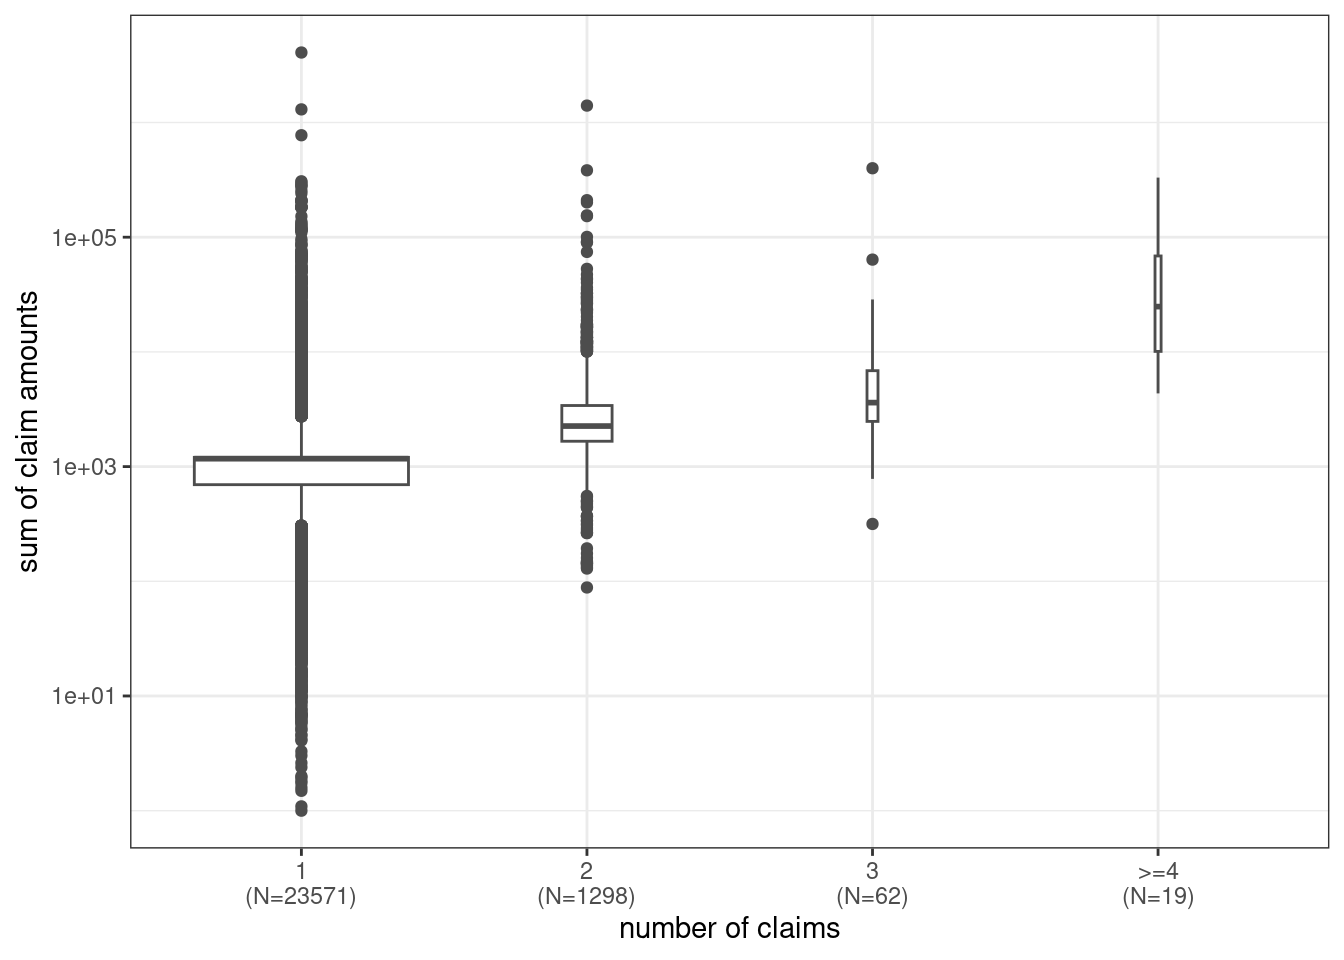 sum of claim amounts
1e+05
1e+03
1e+01
1
(N=23571)
2
(N=1298)
3
(N=62)
>=4
(N=19)
number of claims